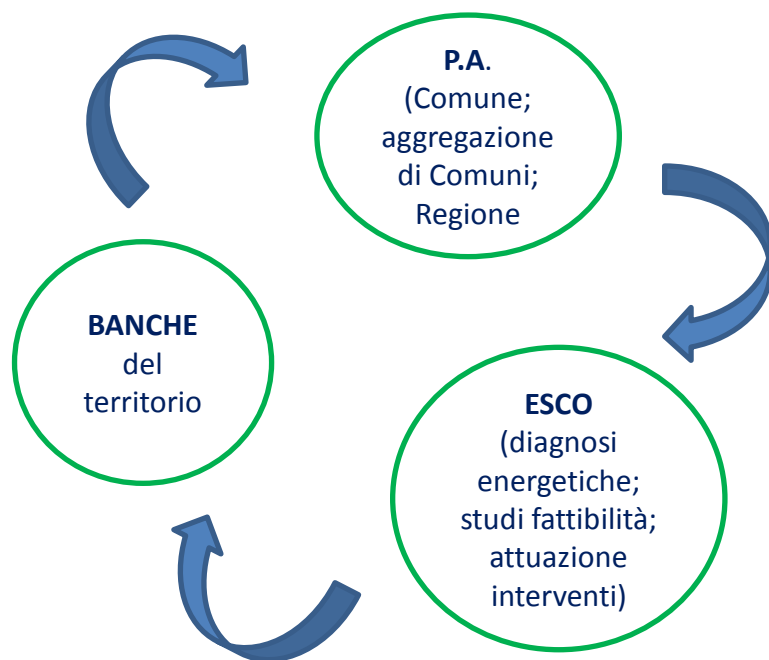 P.A.
(Comune;
aggregazione
di Comuni;
Regione
BANCHE
del
territorio
ESCO
(diagnosi
energetiche;
studi fattibilità;
attuazione
interventi)